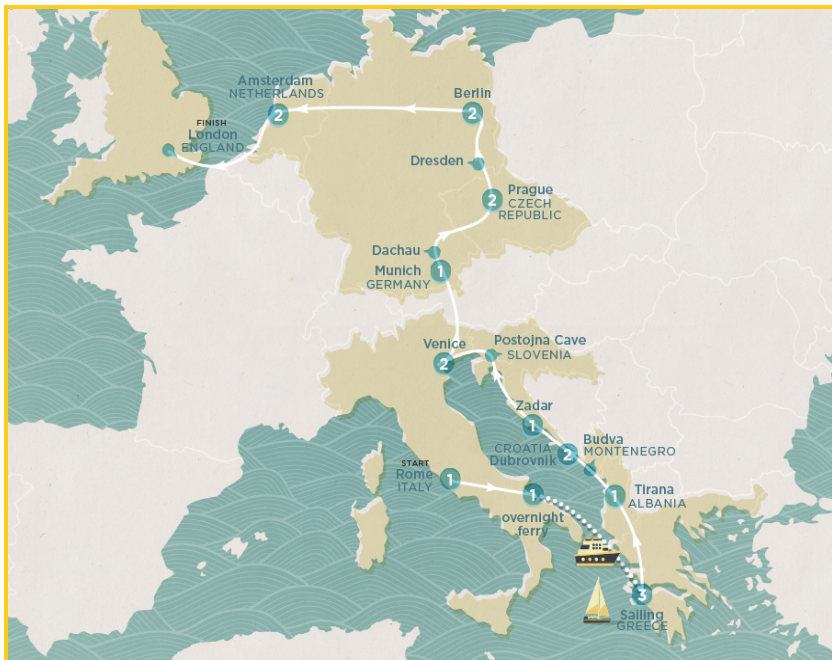 Amsterdam
NETHERLANDS
2
Berlin
2
FINISH
London
ENGLAND
Dresden
Prague
CZECH
REPUBLIC
2
Dachau
Munich
GERMANY
1
Venice
2
Postojna Cave
SLOVENIA
Zadar
1
CROATIA
Dubrovnik
2
Budva
MONTENEGRO
START
Rome
ITALY
1
1
overnight
ferry
1
Tirana
ALBANIA
3
Sailing
GREECE